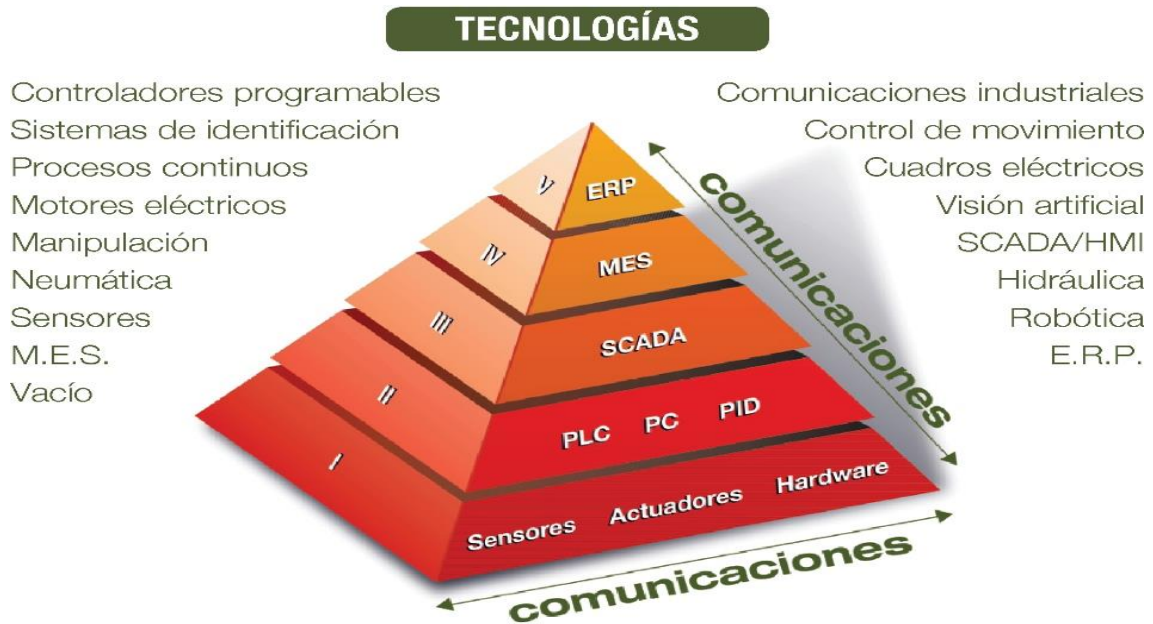 TECNOLOGÍAS
Controladores programables
Sistemas de identificación
Procesos continuos
Motores eléctricos
Manipulación
Neumática
Sensores
M.E.S.
Vacío
Comunicaciones industriales
Control de movimiento
Cuadros eléctricos
Visión artificial
SCADA/HMI
Hidráulica
Robótica
E.R.P.
V ERP
IV MES
III SCADA
II PLC PC PID
I Sensores Actuadores Hardware
comunicaciones
comunicaciones